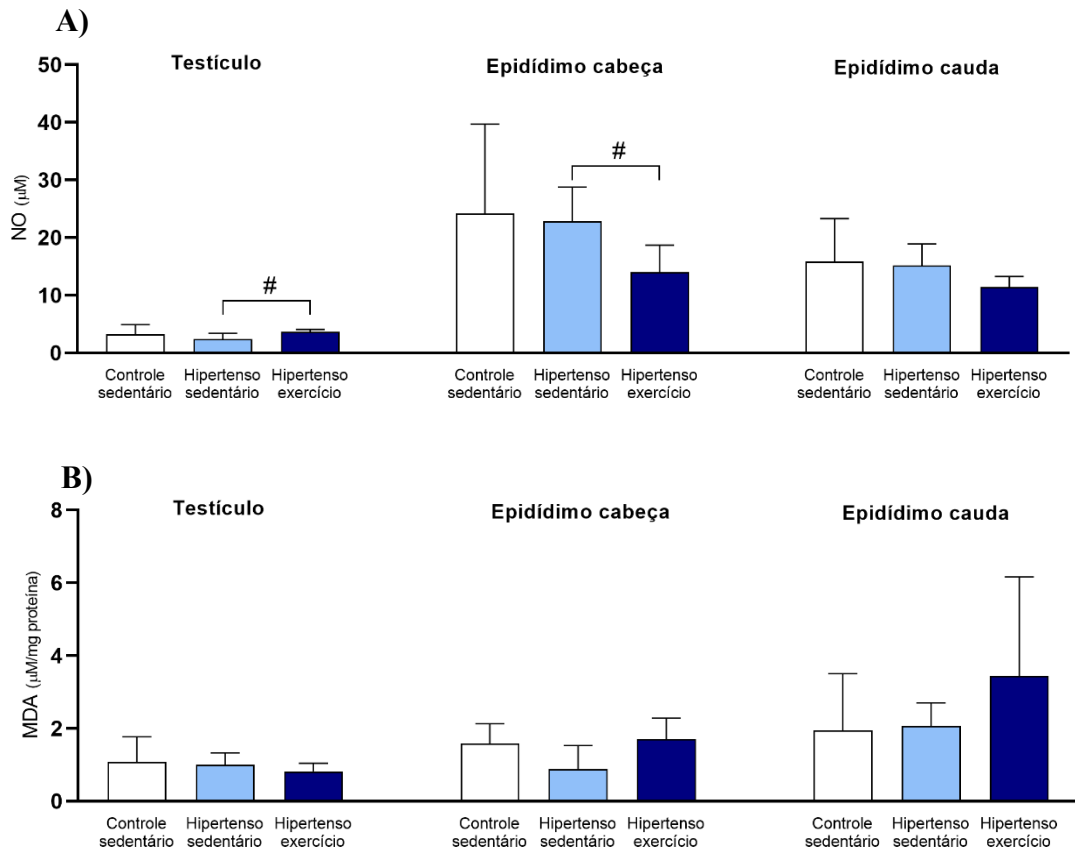 A)
Testículo
Epidídimo cabeça
Epidídimo cauda
NO (µM)
50
40
30
20
10
0
#
#
Controle
sedentário
Hipertenso
sedentário
Hipertenso
exercício
Controle
sedentário
Hipertenso
sedentário
Hipertenso
exercício
Controle
sedentário
Hipertenso
sedentário
Hipertenso
exercício
B)
Testículo
Epidídimo cabeça
Epidídimo cauda
MDA (µM/mg proteína)
8
6
4
2
0
Controle
sedentário
Hipertenso
sedentário
Hipertenso
exercício
Controle
sedentário
Hipertenso
sedentário
Hipertenso
exercício
Controle
sedentário
Hipertenso
sedentário
Hipertenso
exercício